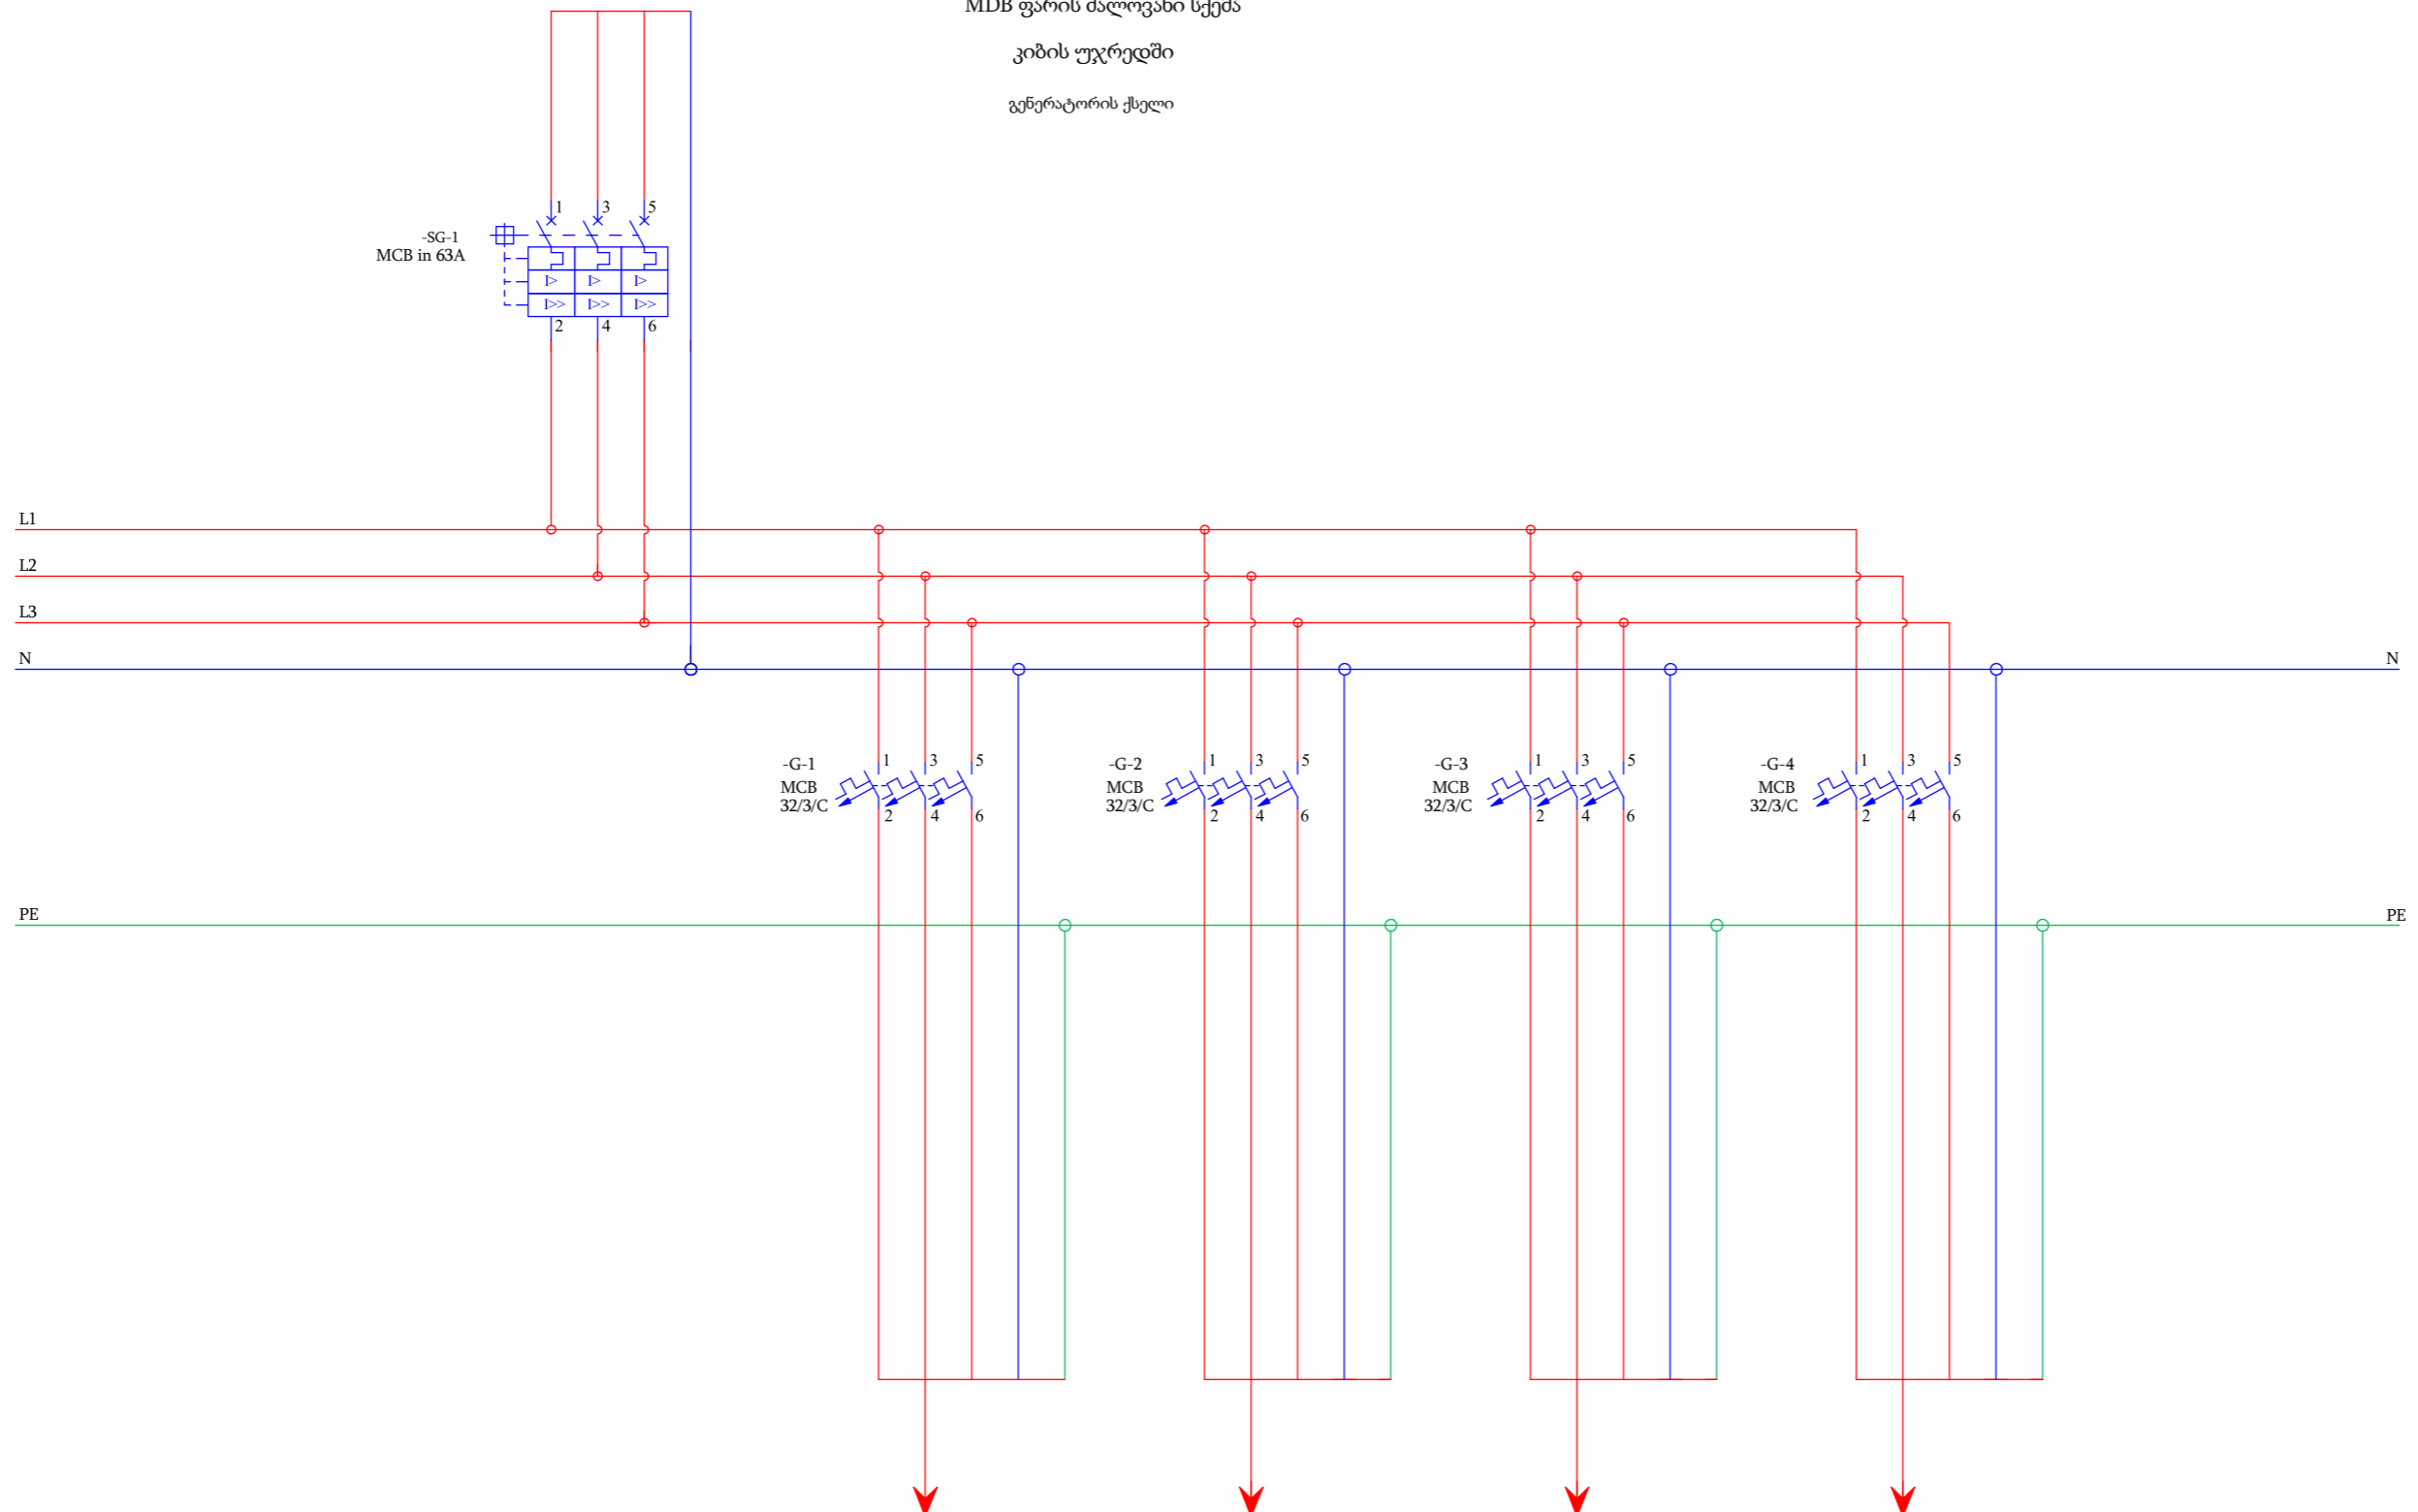 MDB ფარის ძალოვანი სქემა
კიბის უჯრედში
გენერატორის ქსელი
1 3 5
-SG-1
MCB in 63A
I> I> I>
I>> I>> I>>
2 4 6
L1
L2
L3
N N
-G-1 1 3 5 -G-2 1 3 5 -G-3 1 3 5 -G-4 1 3 5
MCB MCB MCB MCB
32/3/C 32/3/C 32/3/C 32/3/C
2 4 6 2 4 6 2 4 6 2 4 6
PE PE